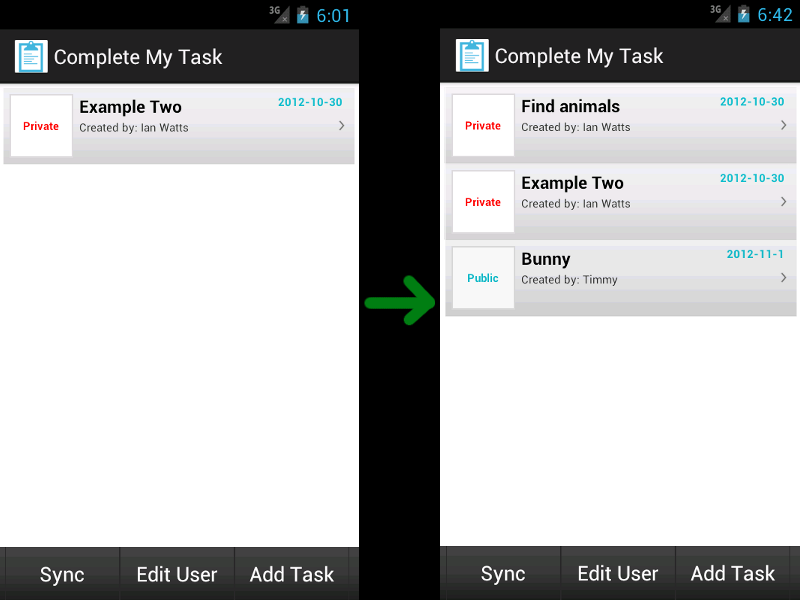 3G 6:01
Complete My Task
Private
Example Two
2012-10-30
Created by: Ian Watts
Sync
Edit User
Add Task
3G 6:42
Complete My Task
Private
Find animals
2012-10-30
Created by: Ian Watts
Private
Example Two
2012-10-30
Created by: Ian Watts
Public
Bunny
2012-11-1
Created by: Timmy
Sync
Edit User
Add Task